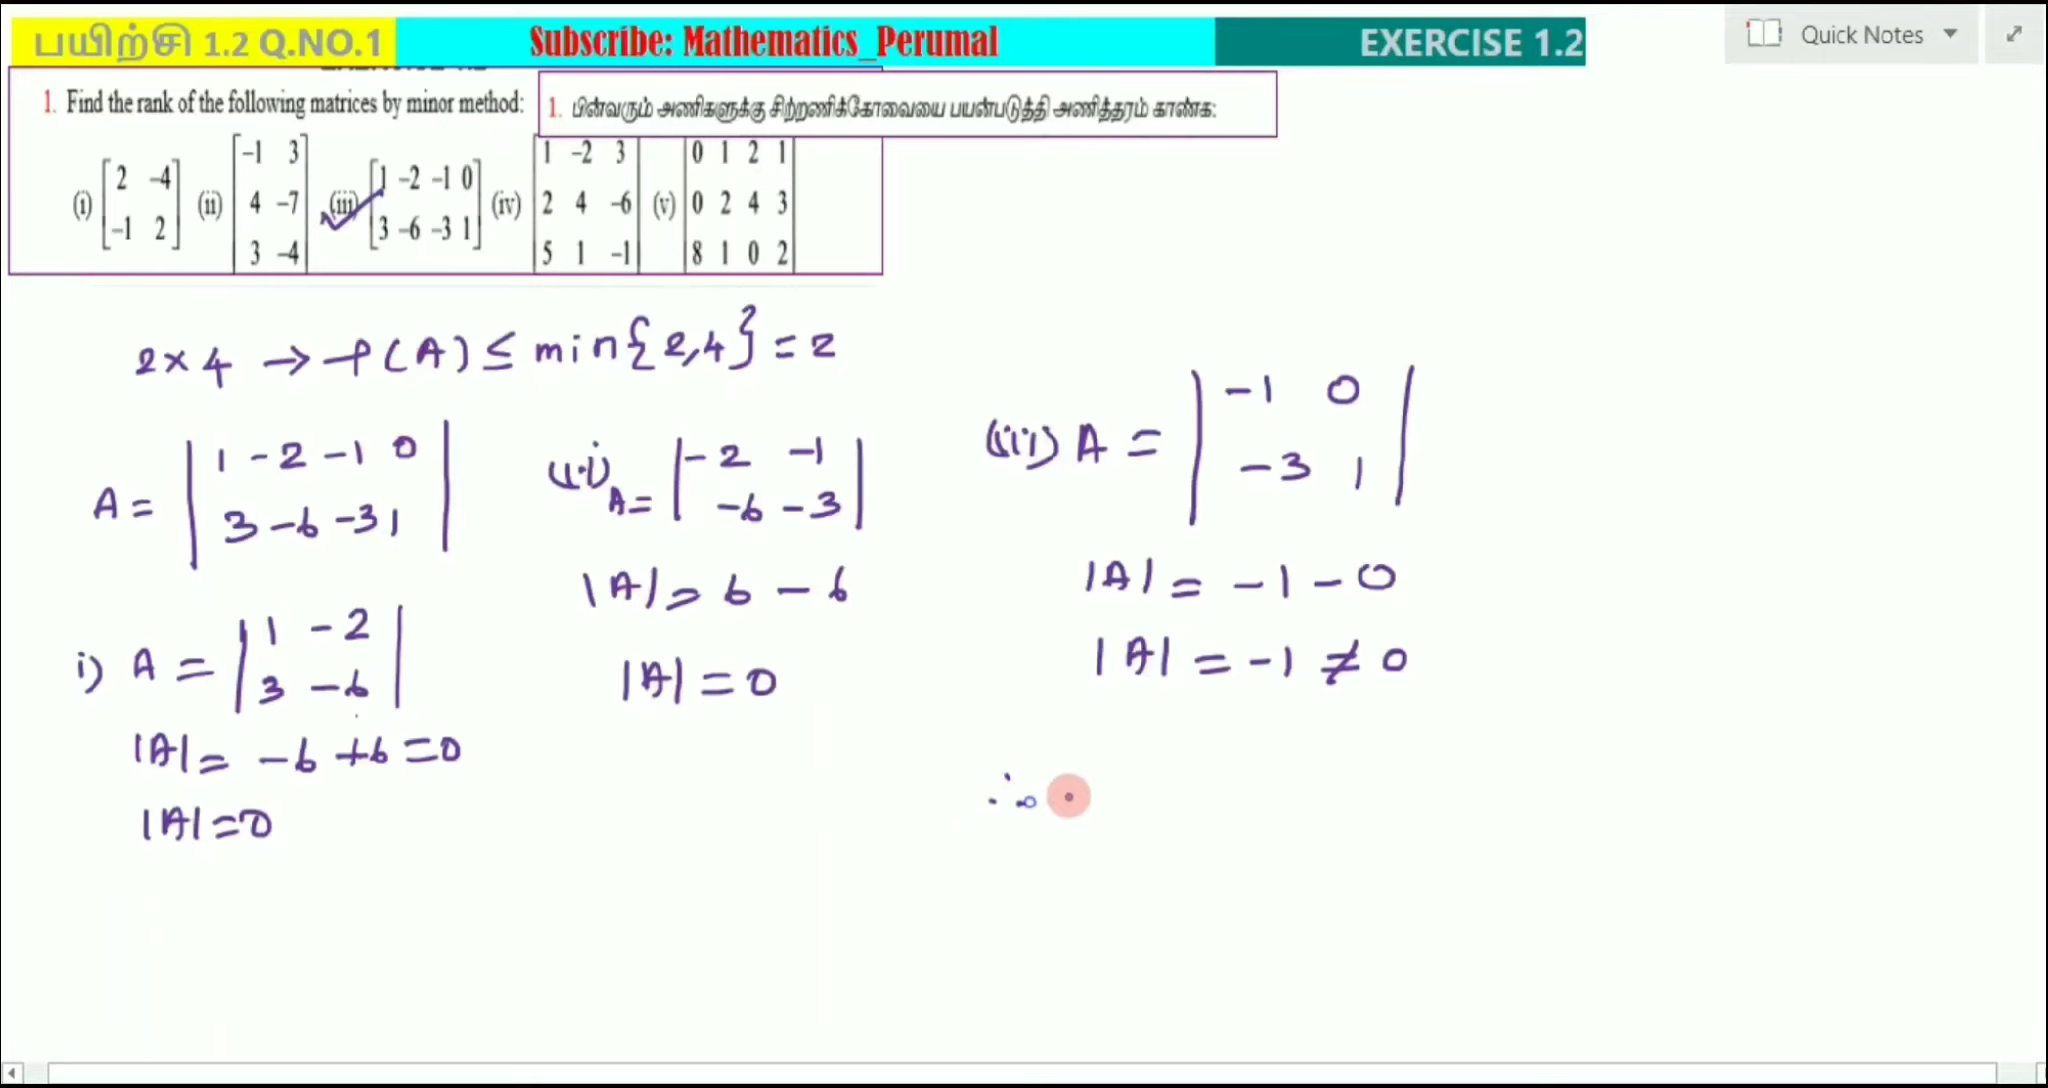 பயிற்சி 1.2 Q.NO.1
Subscribe: Mathematics_Perumal
EXERCISE 1.2
Quick Notes
1. Find the rank of the following matrices by minor method:
1. பின்வரும் அணிகளுக்கு சிற்றணிக்கோவையை பயன்படுத்தி அணித்தரம் காண்க:
(i) [2 -4
-1 2]
(ii) [-1 3
4 -7
3 -4]
(iii) [1 -2 -1 0
3 -6 -3 1]
(iv) [1 -2 3
2 4 -6
5 1 -1]
(v) [0 1 2 1
0 2 4 3
8 1 0 2]
2×4 → ρ(A) ≤ min{2,4} = 2
A = | 1 -2 -1 0
3 -6 -3 1 |
i) A = | 1 -2
3 -6 |
|A| = -6 +6 =0
|A| =0
(ii) A = | -2 -1
-6 -3 |
|A| = 6 - 6
|A| = 0
(iii) A = | -1 0
-3 1 |
|A| = -1 - 0
|A| = -1 ≠ 0
∴